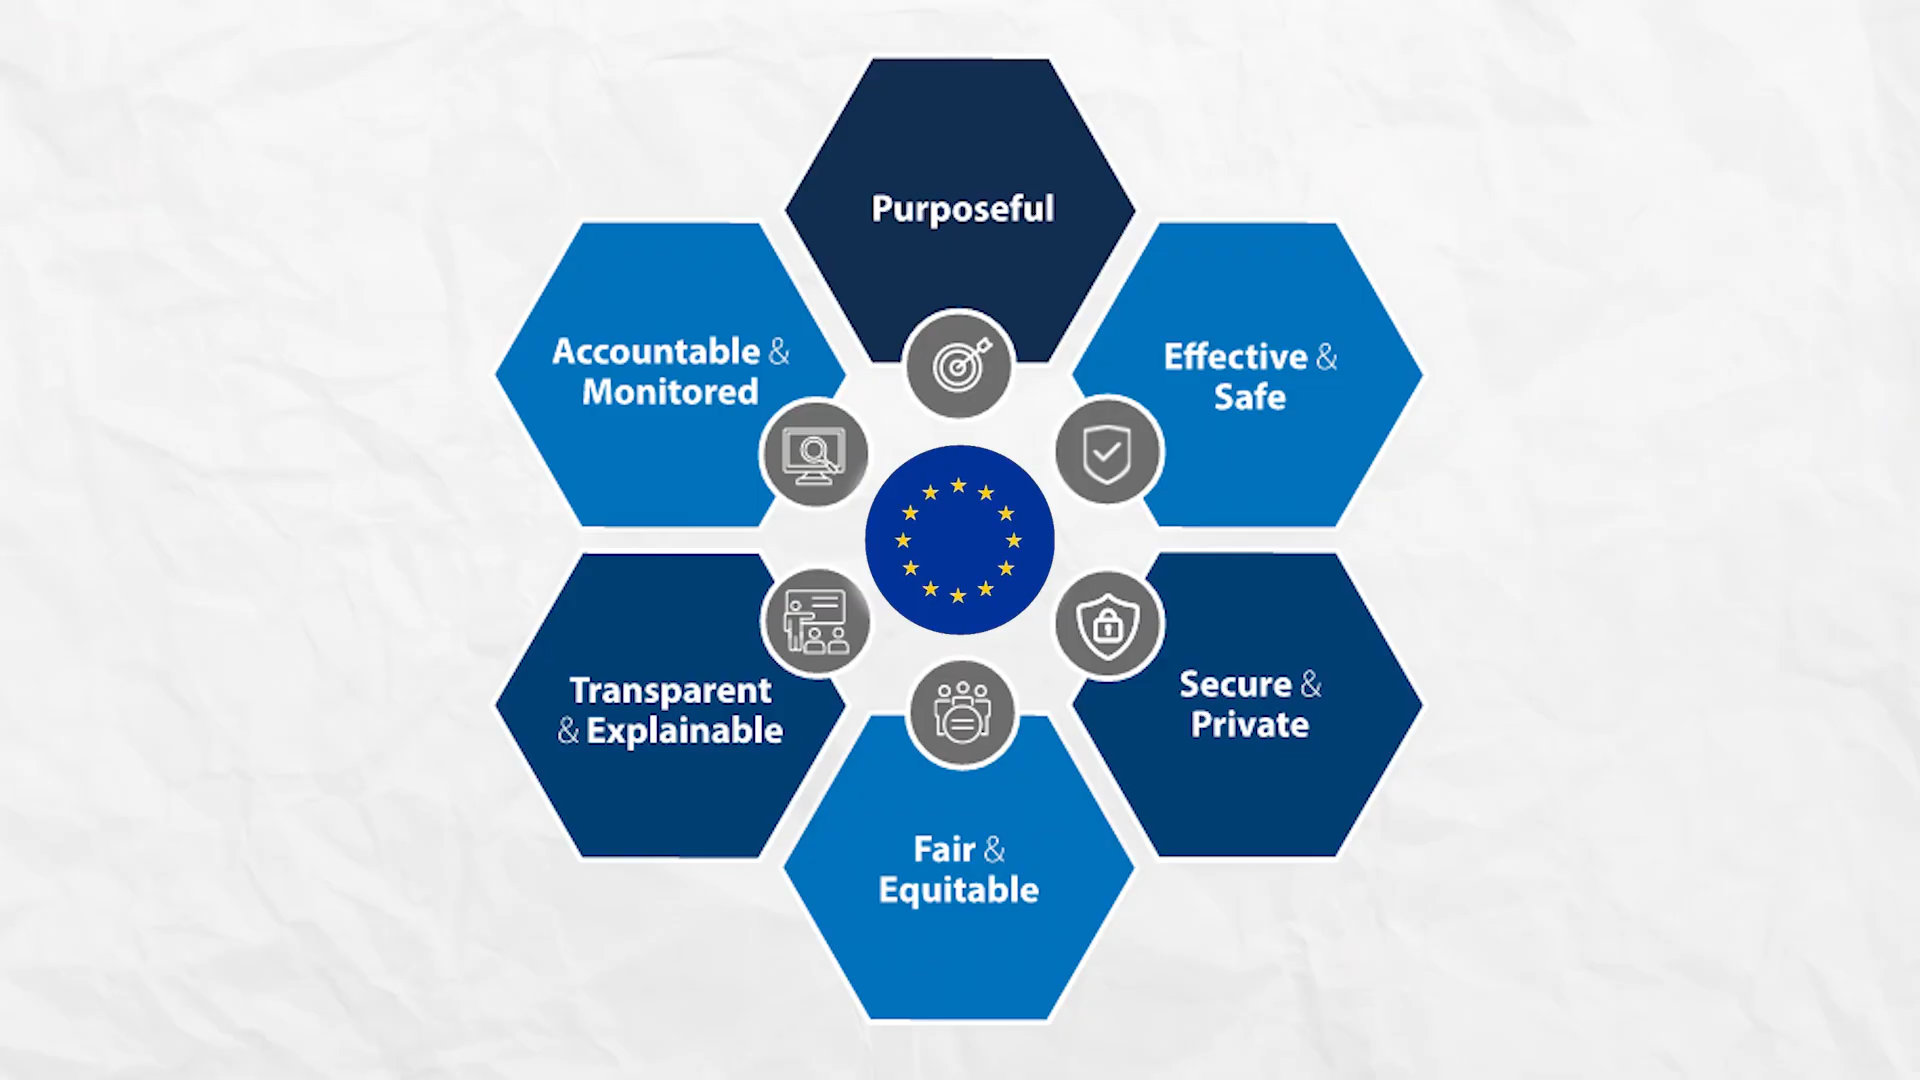 Purposeful
Effective &
Safe
Secure &
Private
Fair &
Equitable
Transparent
& Explainable
Accountable &
Monitored